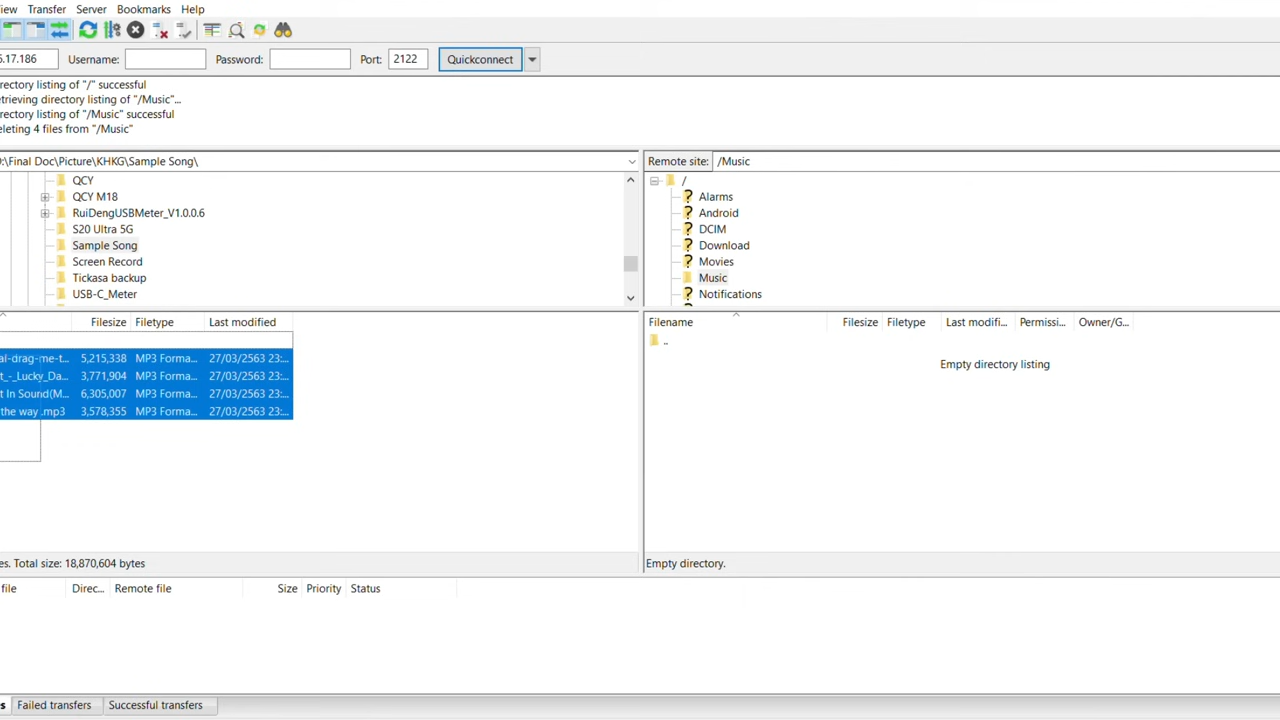 iew Transfer Server Bookmarks Help
5.17.186 Username: Password: Port: 2122 Quickconnect
rectory listing of "/" successful
etrieving directory listing of "/Music"...
rectory listing of "/Music" successful
eleting 4 files from "/Music"
D:\Final Doc\Picture\KHKG\Sample Song\
Remote site: /Music
QCY
QCY M18
RuiDengUSBMeter_V1.0.0.6
S20 Ultra 5G
Sample Song
Screen Record
Tickasa backup
USB-C_Meter
/
Alarms
Android
DCIM
Download
Movies
Music
Notifications
Filesize Filetype Last modified
al-drag-me-t... 5,215,338 MP3 Forma... 27/03/2563 23:...
t_-_Lucky_Da... 3,771,904 MP3 Forma... 27/03/2563 23:...
t In Sound(M... 6,305,007 MP3 Forma... 27/03/2563 23:...
the way .mp3 3,578,355 MP3 Forma... 27/03/2563 23:...
es. Total size: 18,870,604 bytes
Filename Filesize Filetype Last modifi... Permissi... Owner/G...
..
Empty directory listing
Empty directory.
file Direc... Remote file Size Priority Status
s Failed transfers Successful transfers